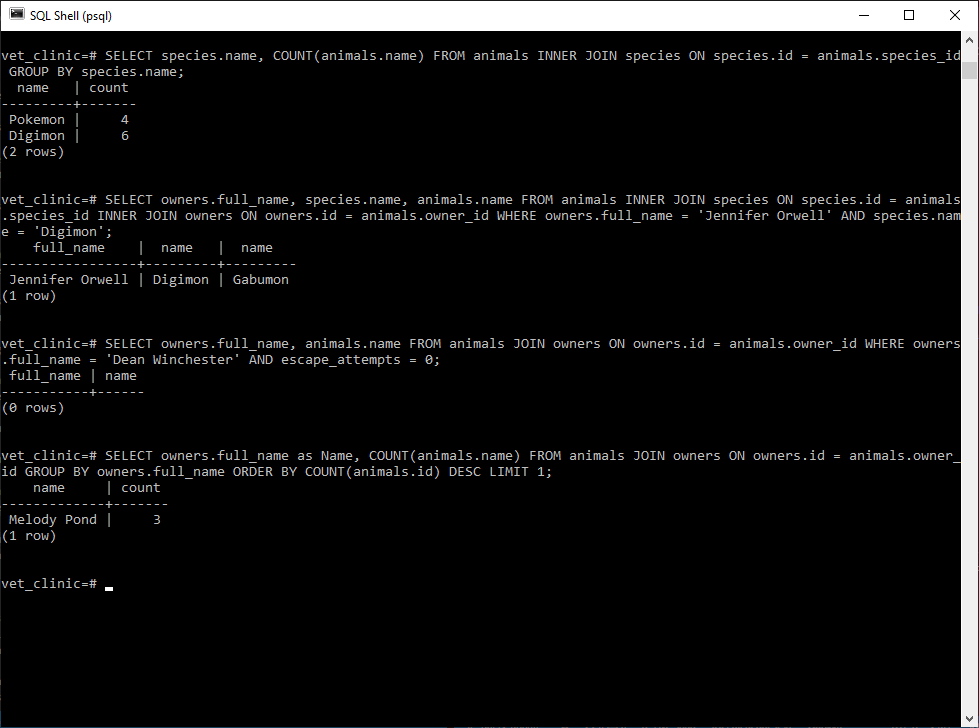 SQL Shell (psql)
vet_clinic=# SELECT species.name, COUNT(animals.name) FROM animals INNER JOIN species ON species.id = animals.species_id
 GROUP BY species.name;
  name   | count
---------+-------
 Pokemon |     4
 Digimon |     6
(2 rows)
vet_clinic=# SELECT owners.full_name, species.name, animals.name FROM animals INNER JOIN species ON species.id = animals
.species_id INNER JOIN owners ON owners.id = animals.owner_id WHERE owners.full_name = 'Jennifer Orwell' AND species.nam
e = 'Digimon';
    full_name    |  name   |  name
-----------------+---------+---------
 Jennifer Orwell | Digimon | Gabumon
(1 row)
vet_clinic=# SELECT owners.full_name, animals.name FROM animals JOIN owners ON owners.id = animals.owner_id WHERE owners
.full_name = 'Dean Winchester' AND escape_attempts = 0;
 full_name | name
-----------+------
(0 rows)
vet_clinic=# SELECT owners.full_name as Name, COUNT(animals.name) FROM animals JOIN owners ON owners.id = animals.owner_
id GROUP BY owners.full_name ORDER BY COUNT(animals.id) DESC LIMIT 1;
    name     | count
-------------+-------
 Melody Pond |     3
(1 row)
vet_clinic=#